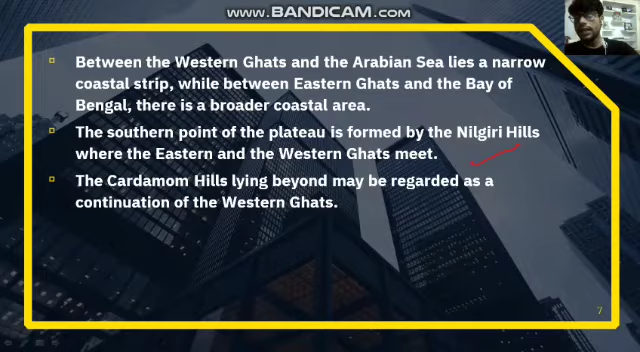 www.BANDICAM.com
Between the Western Ghats and the Arabian Sea lies a narrow
coastal strip, while between Eastern Ghats and the Bay of
Bengal, there is a broader coastal area.
The southern point of the plateau is formed by the Nilgiri Hills
where the Eastern and the Western Ghats meet.
The Cardamom Hills lying beyond may be regarded as a
continuation of the Western Ghats.
7